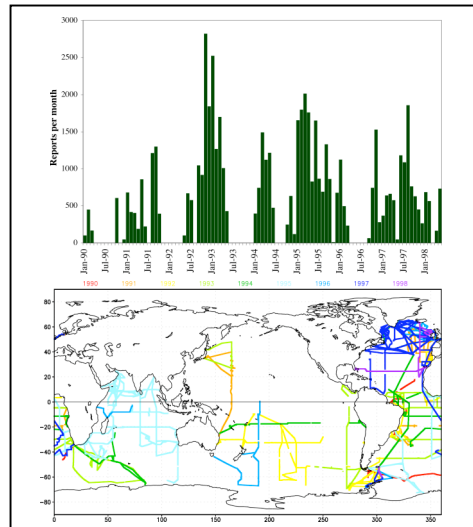 3000
2500
2000
1500
1000
500
0
Reports per month
Jan-90
Jul-90
Jan-91
Jul-91
Jan-92
Jul-92
Jan-93
Jul-93
Jan-94
Jul-94
Jan-95
Jul-95
Jan-96
Jul-96
Jan-97
Jul-97
Jan-98
1990 1991 1992 1993 1994 1995 1996 1997 1998
80
60
40
20
0
−20
−40
−60
−80
0 50 100 150 200 250 300 350